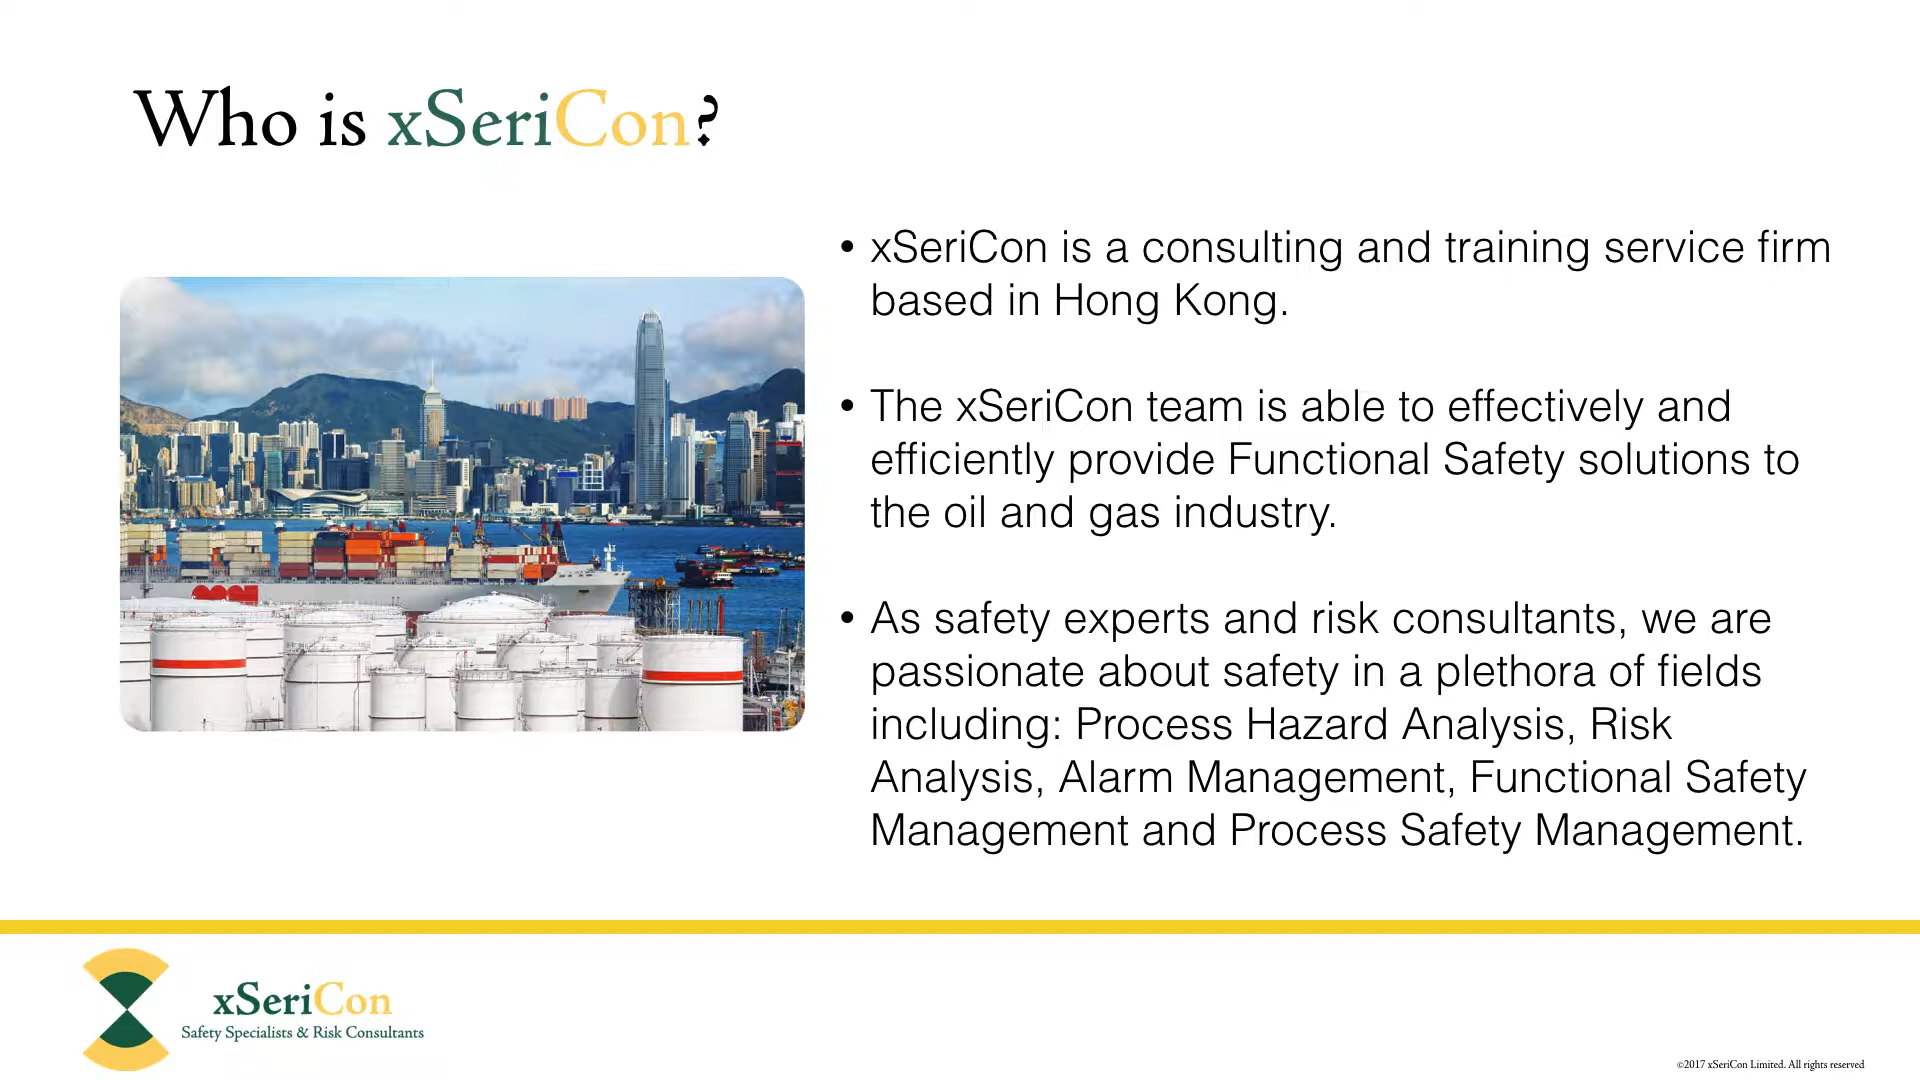 Who is xSeriCon?
• xSeriCon is a consulting and training service firm
based in Hong Kong.
• The xSeriCon team is able to effectively and
efficiently provide Functional Safety solutions to
the oil and gas industry.
• As safety experts and risk consultants, we are
passionate about safety in a plethora of fields
including: Process Hazard Analysis, Risk
Analysis, Alarm Management, Functional Safety
Management and Process Safety Management.
xSeriCon
Safety Specialists & Risk Consultants
©2017 xSeriCon Limited. All rights reserved